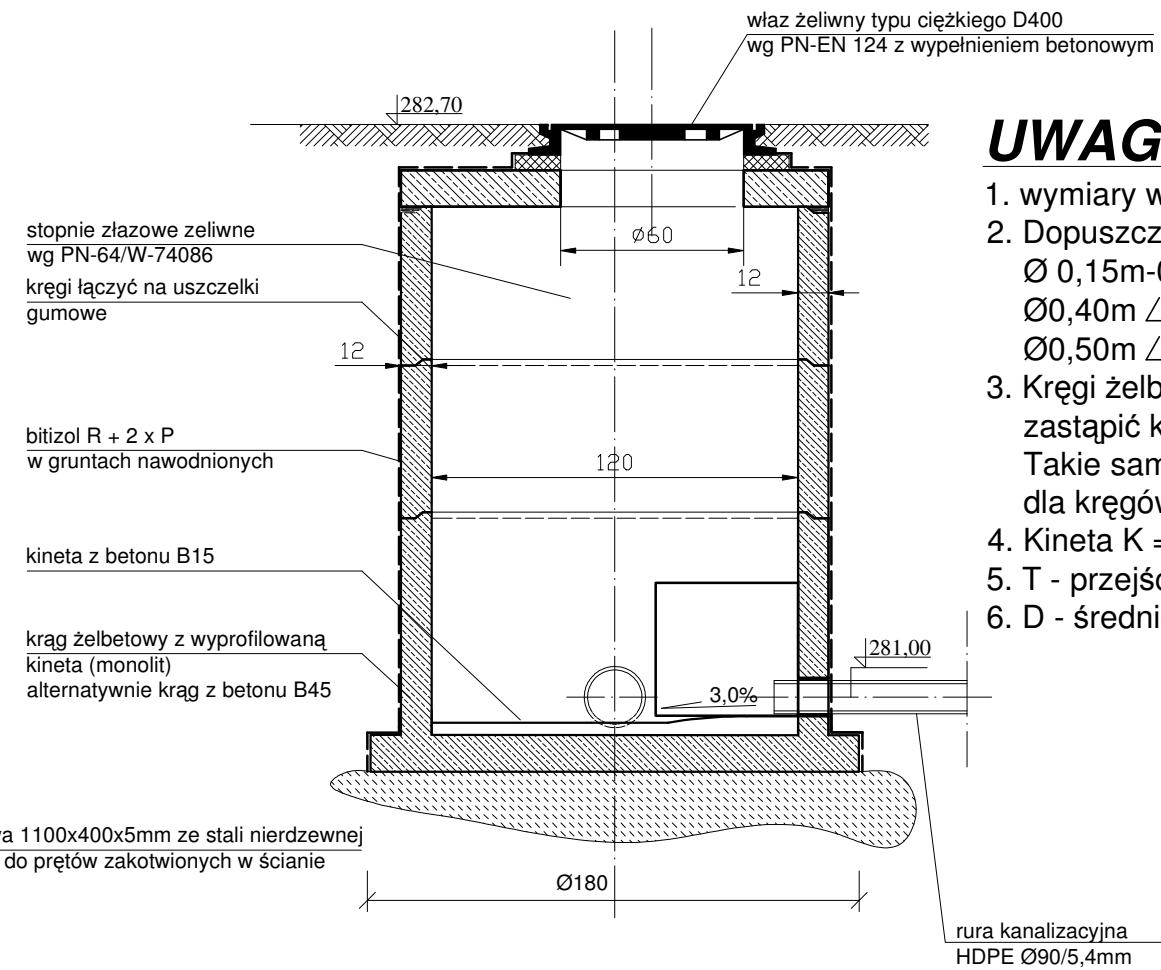 właz żeliwny typu ciężkiego D400
wg PN-EN 124 z wypełnieniem betonowym
282,70
stopnie złazowe zeliwne
wg PN-64/W-74086
kręgi łączyć na uszczelki
gumowe
ø60
12
12
bitizol R + 2 x P
w gruntach nawodnionych
120
kineta z betonu B15
krąg żelbetowy z wyprofilowaną
kineta (monolit)
alternatywnie krąg z betonu B45
3,0%
281,00
1100x400x5mm ze stali nierdzewnej
do prętów zakotwionych w ścianie
Ø180
rura kanalizacyjna
HDPE Ø90/5,4mm
UWAG
1. wymiary w
2. Dopuszcz
Ø 0,15m-0
Ø0,40m ∠
Ø0,50m ∠
3. Kręgi żelb
zastąpić k
Takie sam
dla kręgów
4. Kineta K =
5. T - przejśc
6. D - średni